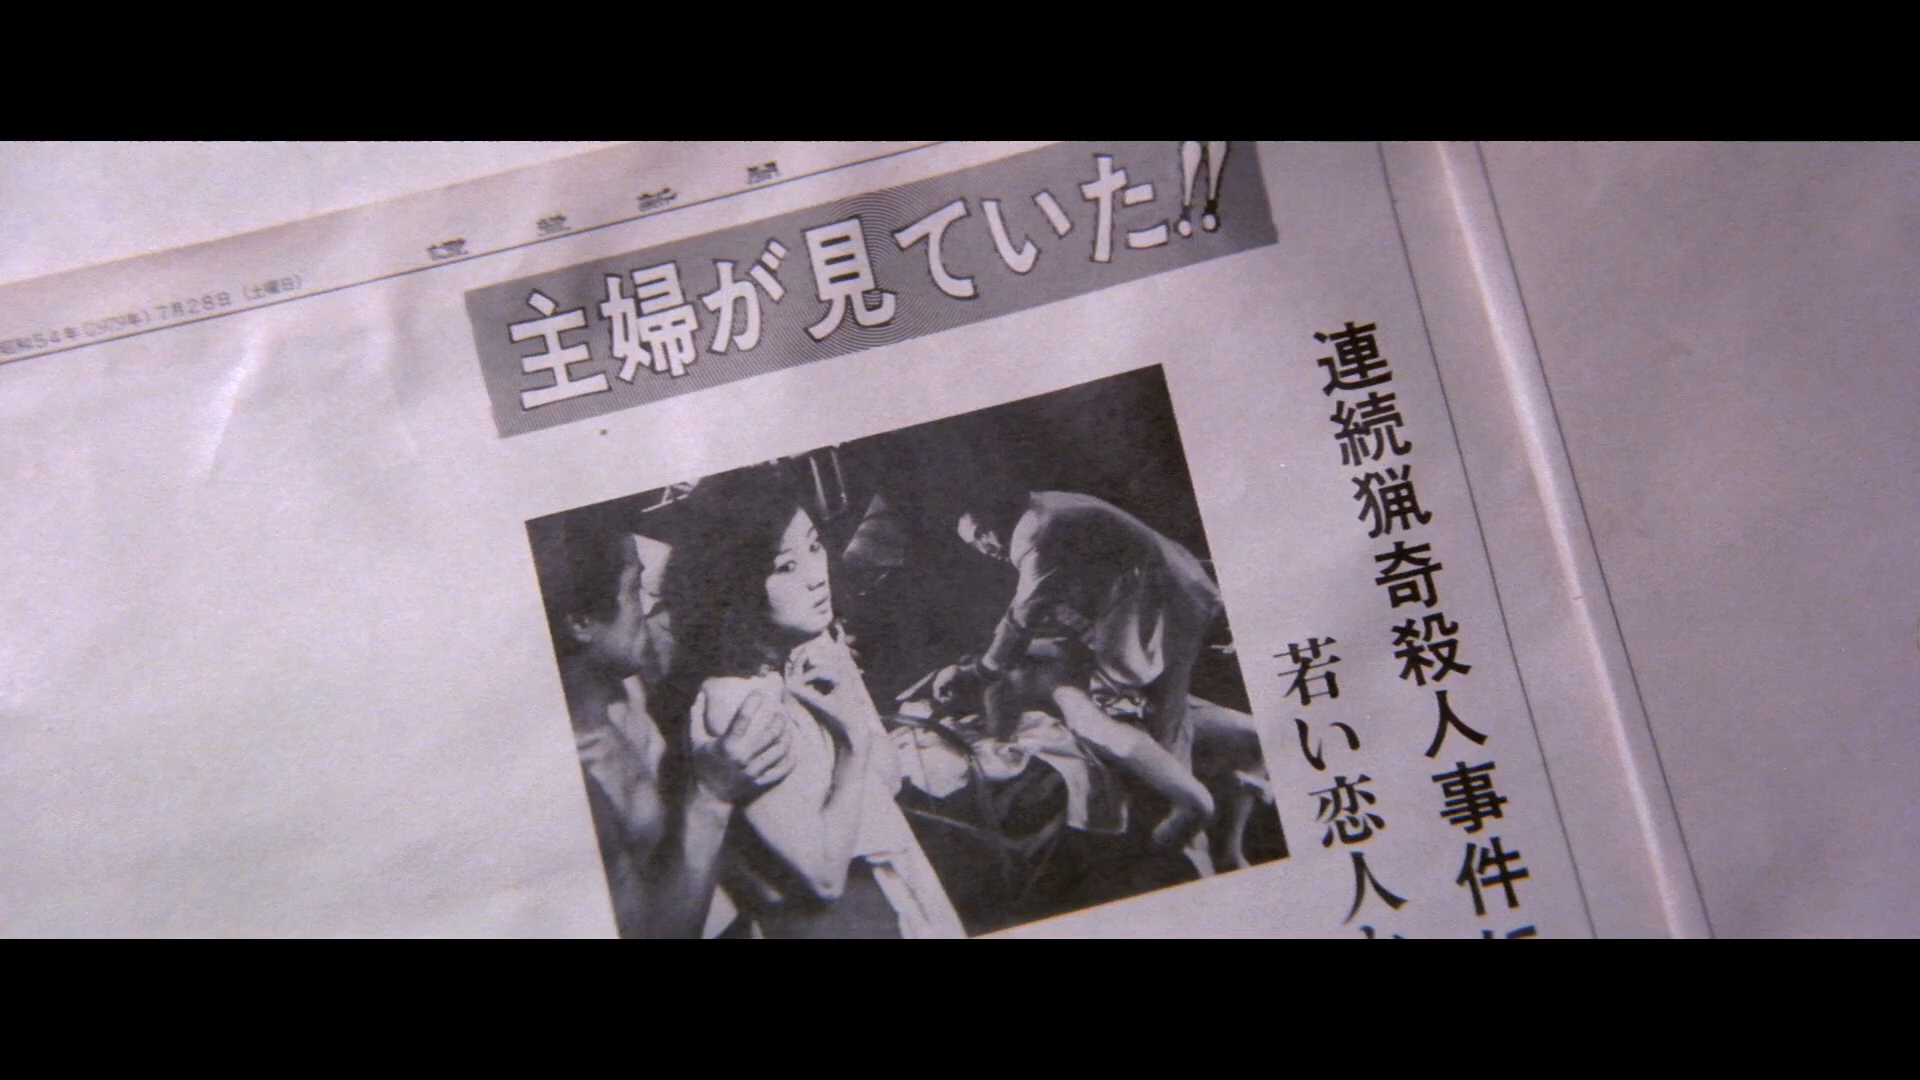 昭和54年(1979年)7月28日 (土曜日)
主婦が見ていた!!
連続猟奇殺人事件
若い恋人